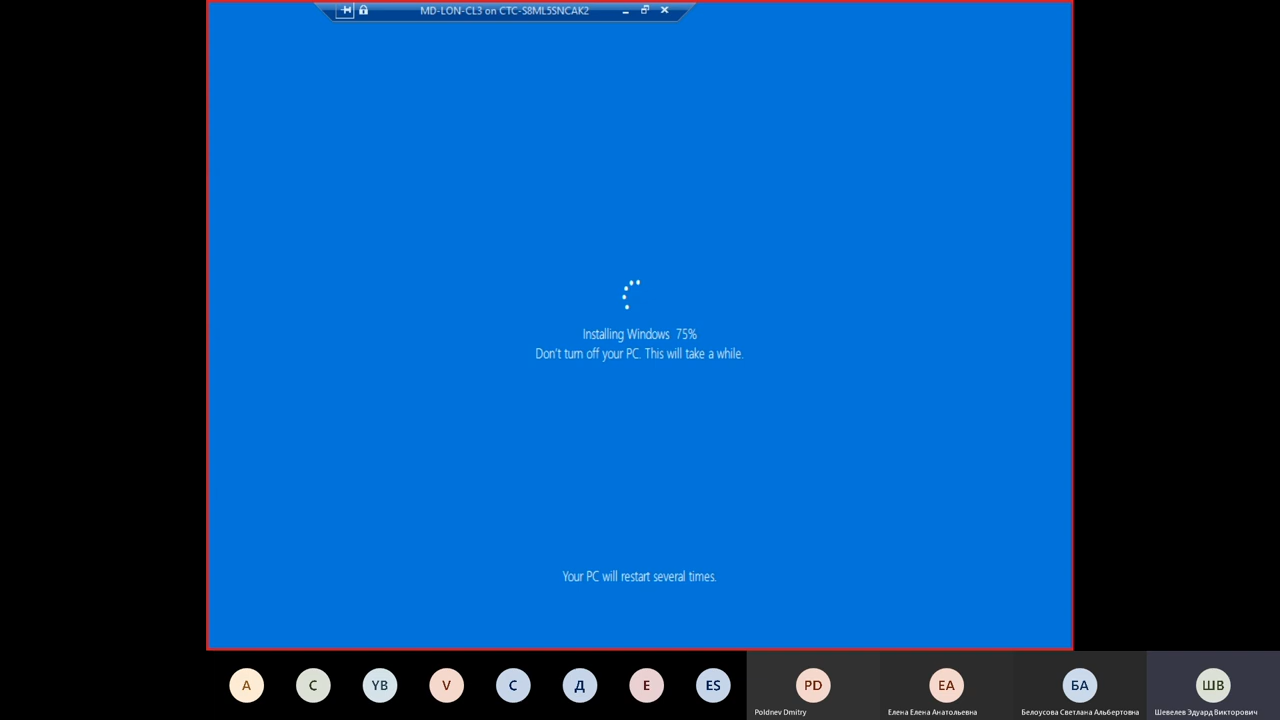 MD-LON-CL3 on CTC-S8ML5SNCAK2
Installing Windows 75%
Don't turn off your PC. This will take a while.
Your PC will restart several times.
A
C
YB
V
C
Д
E
ES
PD
EA
БА
ШВ
Poldnev Dmitry
Елена Елена Анатольевна
Белоусова Светлана Альбертовна
Шевелев Эдуард Викторович